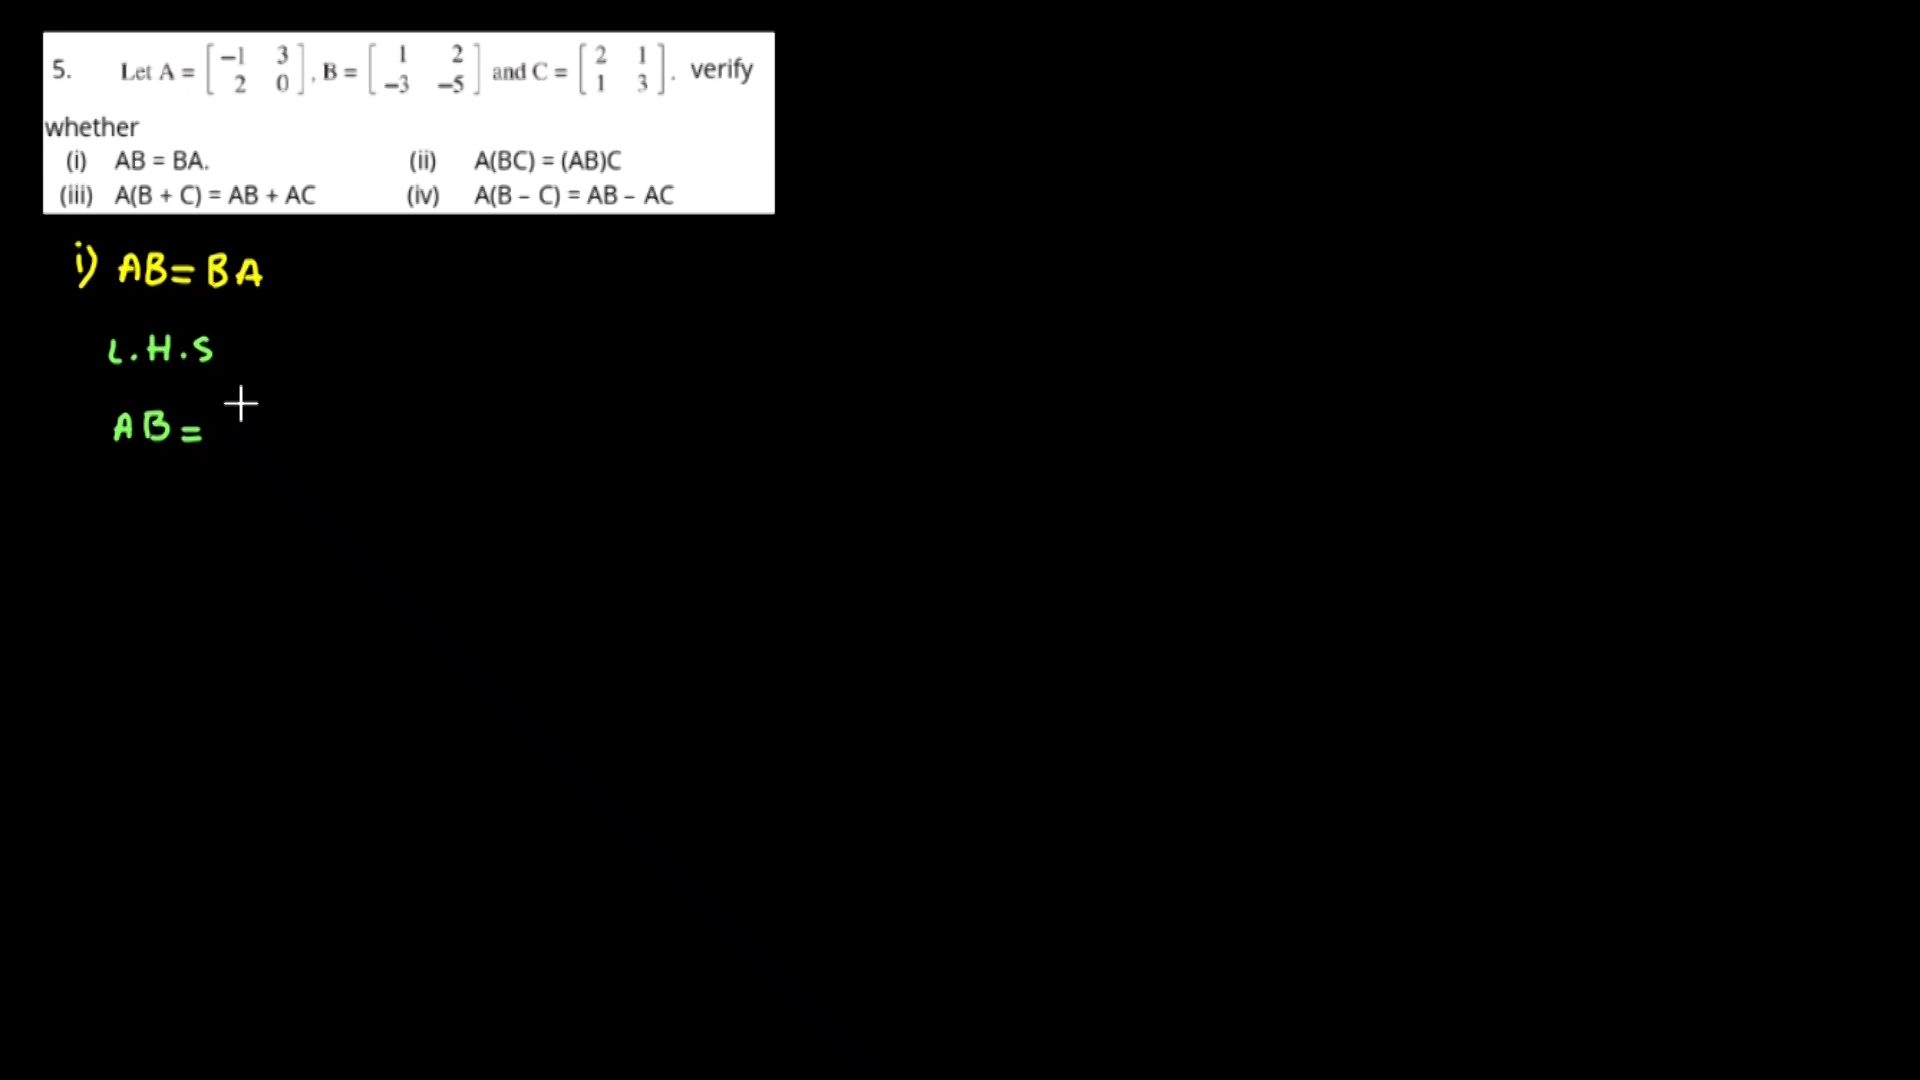 5. Let A = [ −1 3 ; 2 0 ], B = [ 1 2 ; −3 −5 ] and C = [ 2 1 ; 1 3 ]. verify
whether
(i) AB = BA. (ii) A(BC) = (AB)C
(iii) A(B + C) = AB + AC (iv) A(B – C) = AB – AC
i) AB = BA
L.H.S
AB =